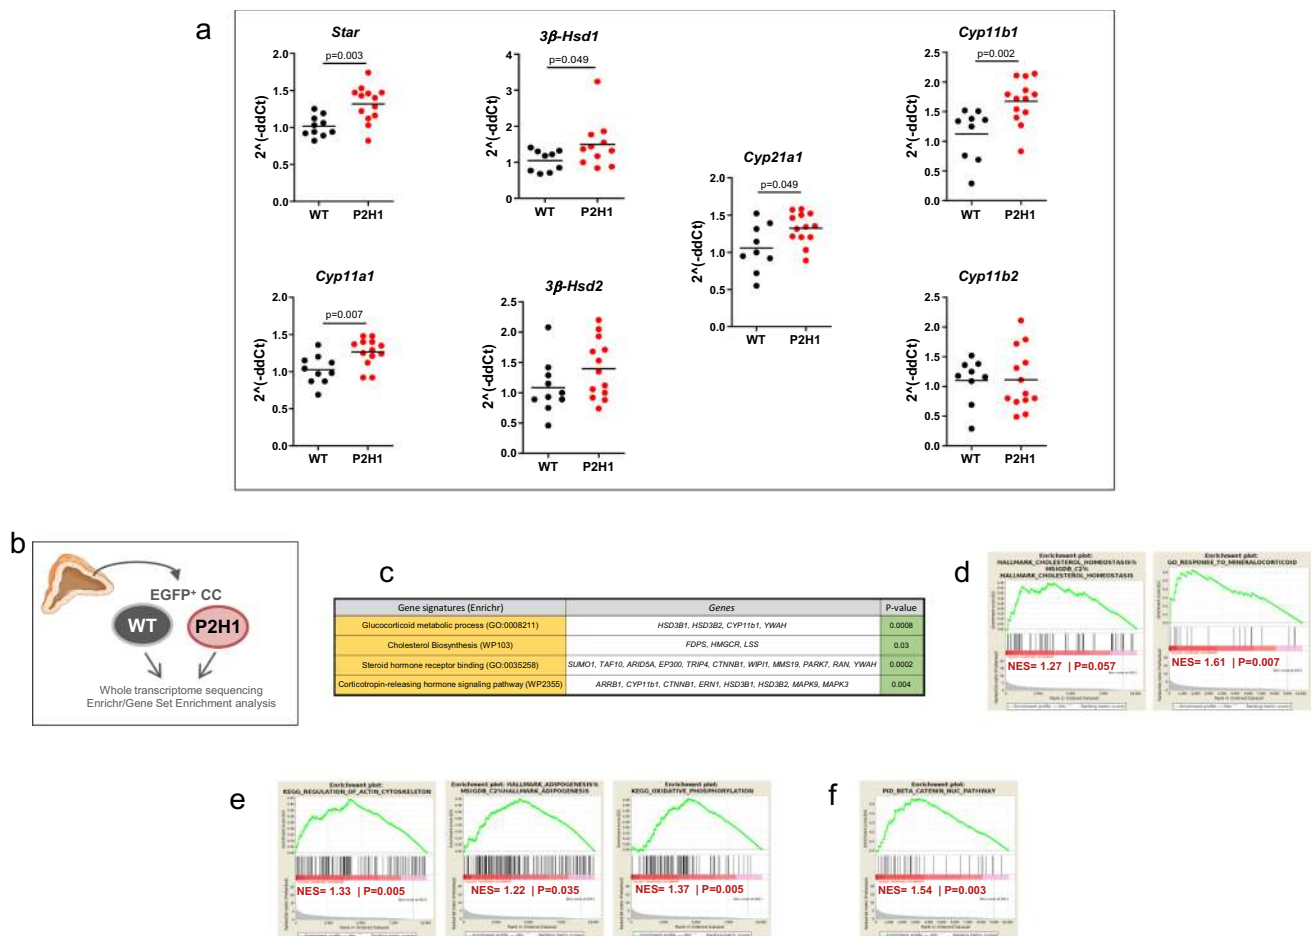 a
Star
2.0
1.5
1.0
0.5
0.0
2^(-ddCt)
p=0.003
WT P2H1
3β-Hsd1
4
3
2
1
0
2^(-ddCt)
p=0.049
WT P2H1
Cyp21a1
2.0
1.5
1.0
0.5
0.0
2^(-ddCt)
p=0.049
WT P2H1
Cyp11b1
2.5
2.0
1.5
1.0
0.5
0.0
2^(-ddCt)
p=0.002
WT P2H1
Cyp11a1
2.0
1.5
1.0
0.5
0.0
2^(-ddCt)
p=0.007
WT P2H1
3β-Hsd2
2.5
2.0
1.5
1.0
0.5
0.0
2^(-ddCt)
WT P2H1
Cyp11b2
2.5
2.0
1.5
1.0
0.5
0.0
2^(-ddCt)
WT P2H1
b
EGFP⁺ CC
WT P2H1
Whole transcriptome sequencing
Enrichr/Gene Set Enrichment analysis
c
Gene signatures (Enrichr) Genes P-value
Glucocorticoid metabolic process (GO:0008211) HSD3B1, HSD3B2, CYP11b1, YWAH 0.0008
Cholesterol Biosynthesis (WP103) FDPS, HMGCR, LSS 0.03
Steroid hormone receptor binding (GO:0035258) SUMO1, TAF10, ARID5A, EP300, TRIP4, CTNNB1, WIPI1, MMS19, PARK7, RAN, YWAH 0.0002
Corticotropin-releasing hormone signaling pathway (WP2355) ARRB1, CYP11b1, CTNNB1, ERN1, HSD3B1, HSD3B2, MAPK9, MAPK3 0.004
d
Enrichment plot:
HALLMARK_CHOLESTEROL_HOMEOSTASIS%
MSIGDB_C2%
HALLMARK_CHOLESTEROL_HOMEOSTASIS
NES= 1.27 | P=0.057
Enrichment plot:
GO_RESPONSE_TO_MINERALOCORTICOID
NES= 1.61 | P=0.007
e
Enrichment plot:
KEGG_REGULATION_OF_ACTIN_CYTOSKELETON
NES= 1.33 | P=0.005
Enrichment plot: HALLMARK_ADIPOGENESIS%
MSIGDB_C2%HALLMARK_ADIPOGENESIS
NES= 1.22 | P=0.035
Enrichment plot:
KEGG_OXIDATIVE_PHOSPHORYLATION
NES= 1.37 | P=0.005
f
Enrichment plot:
PID_BETA_CATENIN_NUC_PATHWAY
NES= 1.54 | P=0.003